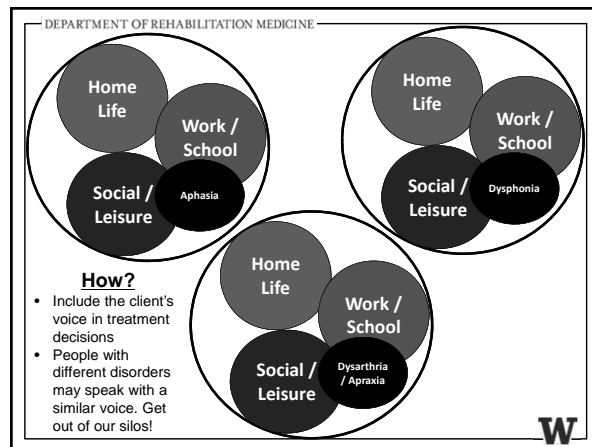 DEPARTMENT OF REHABILITATION MEDICINE
Home
Life
Work /
School
Social /
Leisure
Aphasia
Home
Life
Work /
School
Social /
Leisure
Dysphonia
Home
Life
Work /
School
Social /
Leisure
Dysarthria
/ Apraxia
How?
• Include the client's
voice in treatment
decisions
• People with
different disorders
may speak with a
similar voice. Get
out of our silos!
W